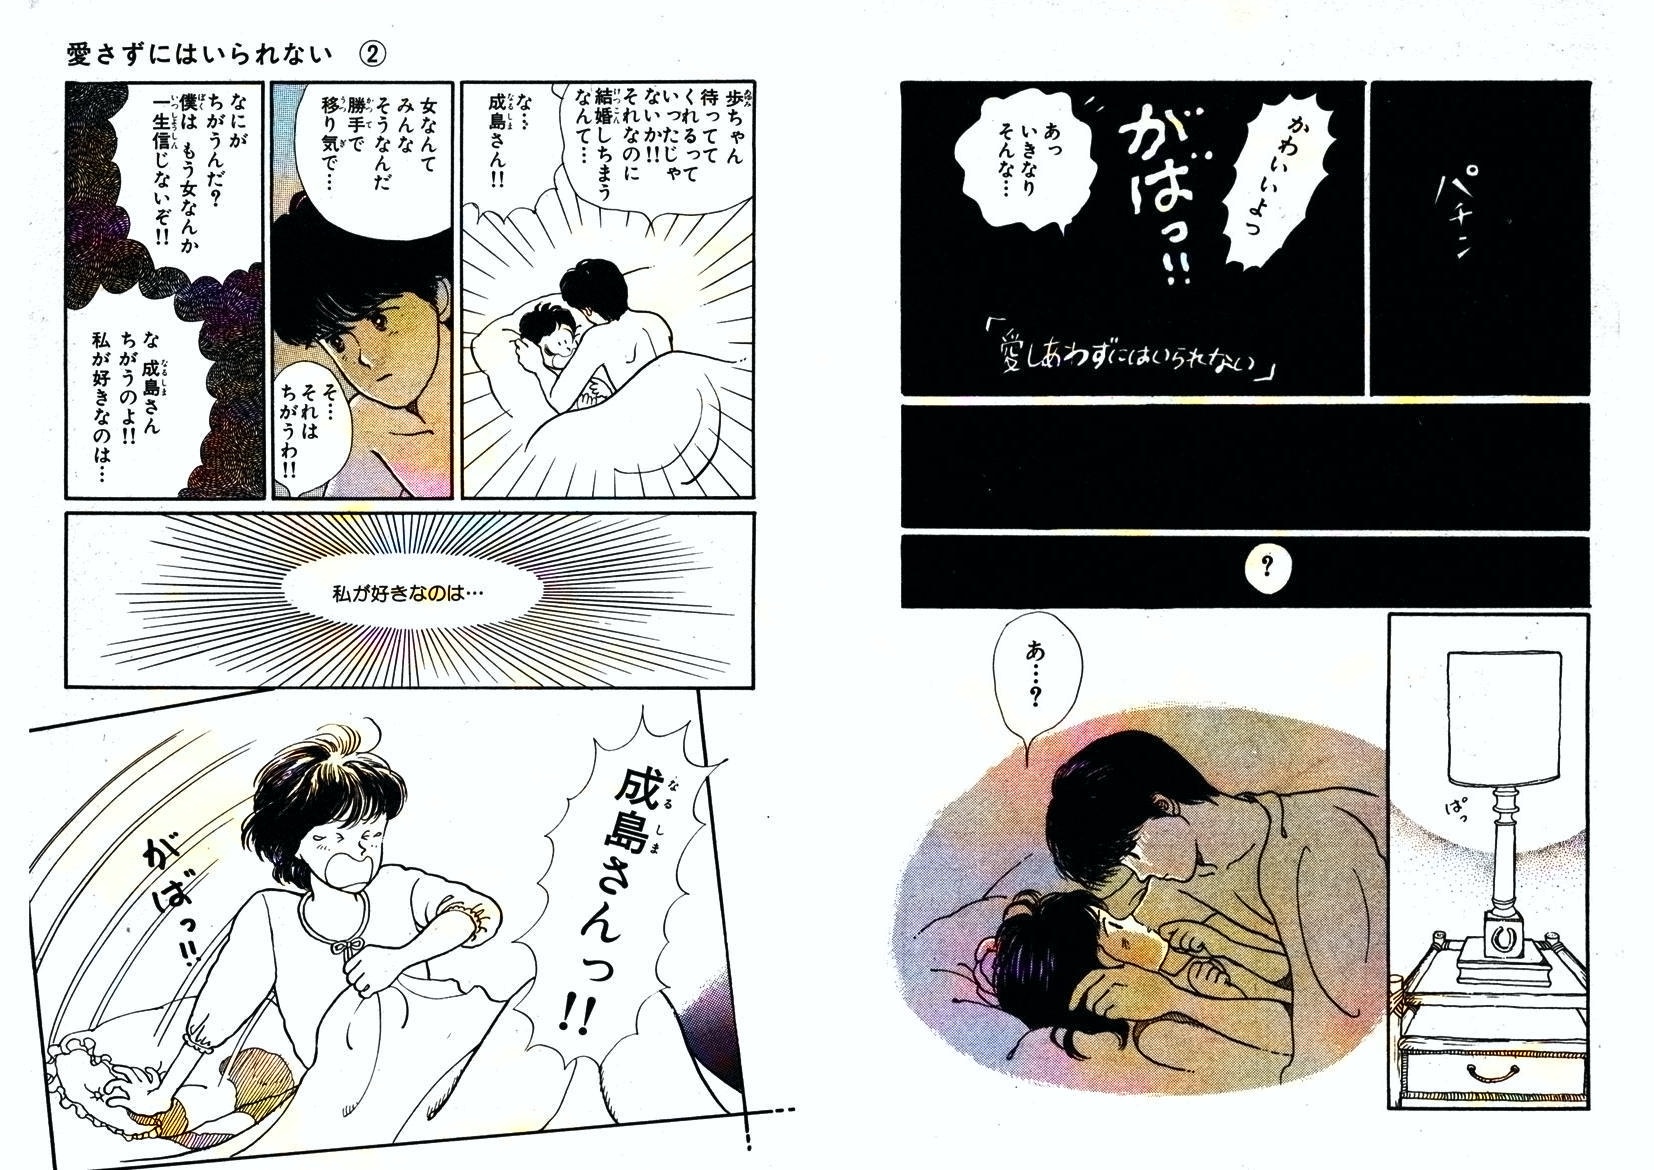 パチン
かわいいよっ
がばっ!!
あっ
いきなり
そんな…
「愛しあわずにはいられない」
?
ぱっ
あ…?
愛さずにはいられない ②
歩ちゃん
待ってて
くれるって
いったじゃ
ないか!!
それなのに
結婚しちまう
なんて…
な…
成島さん!!
女なんて
みんな
そうなんだ
勝手で
移り気で…
そ…
それは
ちがうわ!!
なにが
ちがうんだ?
僕は もう女なんか
一生信じないぞ!!
な 成島さん
ちがうのよ!!
私が好きなのは…
私が好きなのは…
成島さんっ!!
がばっ!!